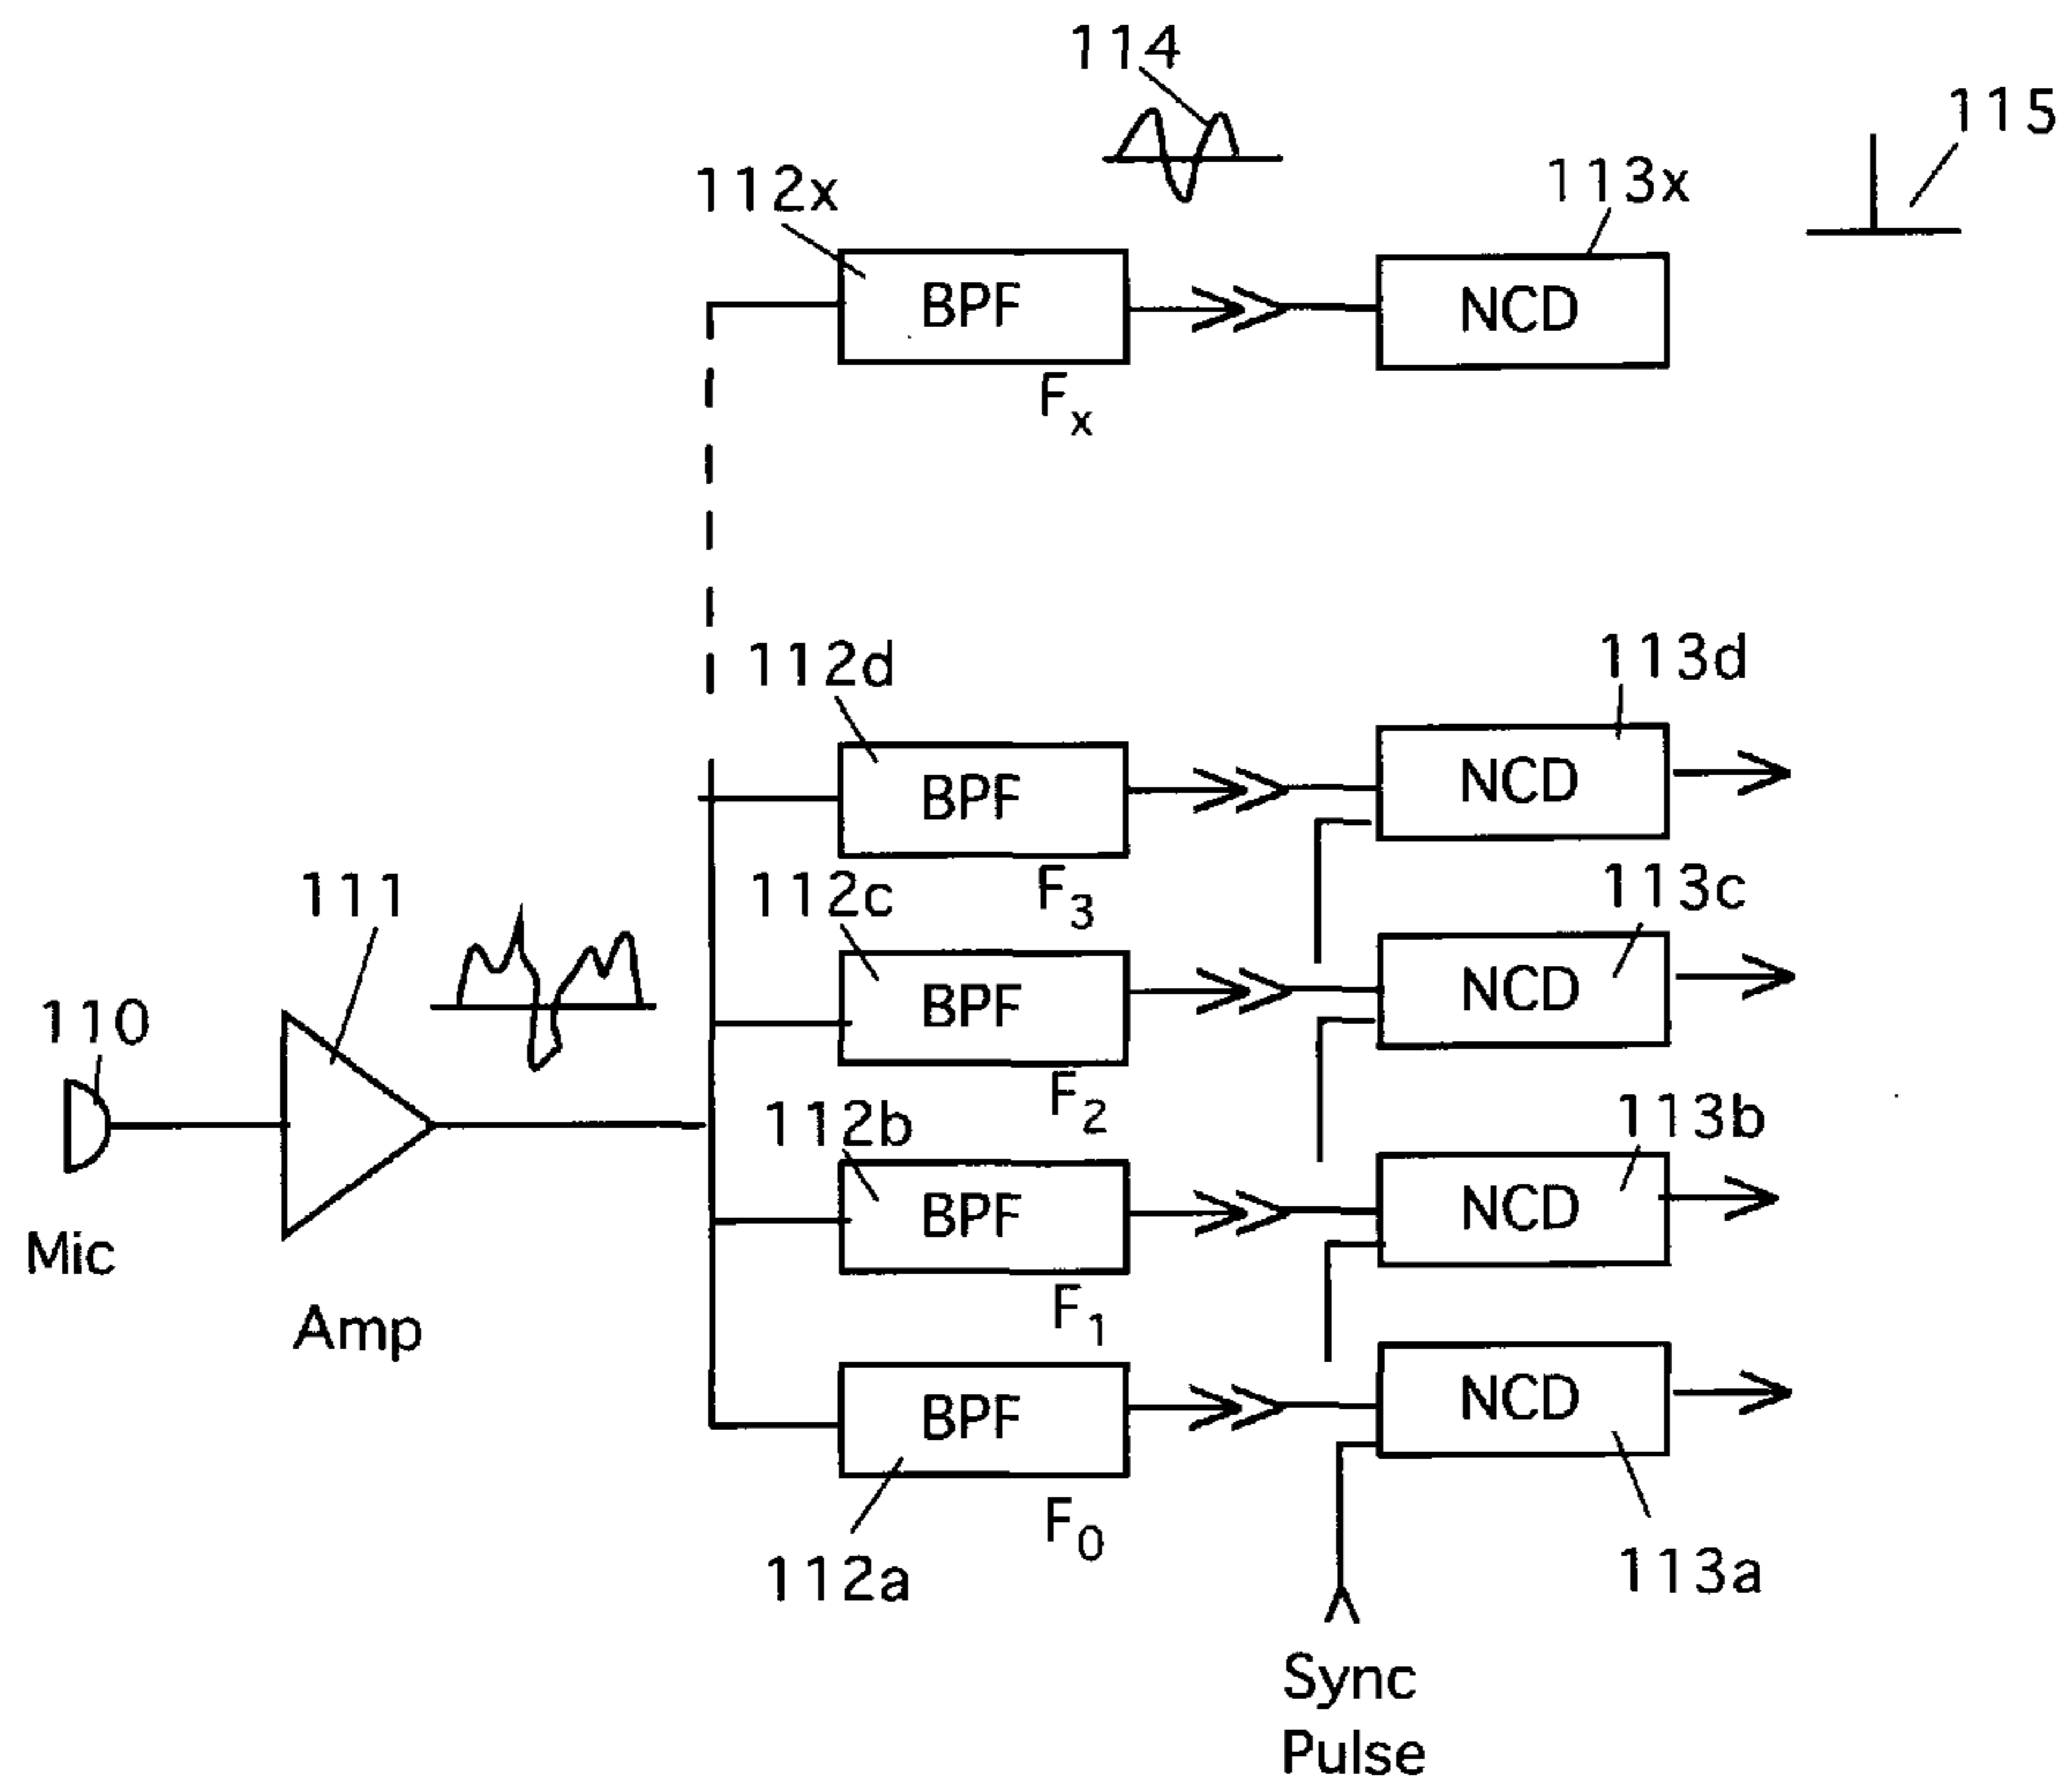 114
115
112x
113x
BPF
NCD
Fx
112d
113d
BPF
NCD
F3
111
112c
113c
BPF
NCD
F2
110
112b
113b
BPF
NCD
Mic
F1
Amp
BPF
NCD
F0
112a
113a
Sync
Pulse